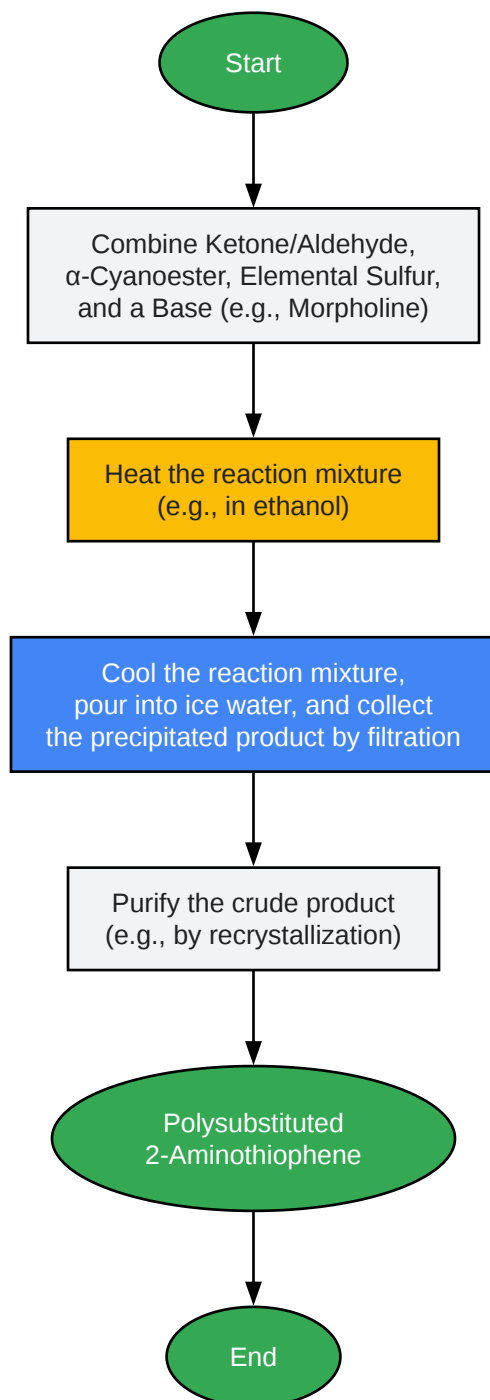 Start
Combine Ketone/Aldehyde,
α-Cyanoester, Elemental Sulfur,
and a Base (e.g., Morpholine)
Heat the reaction mixture
(e.g., in ethanol)
Cool the reaction mixture,
pour into ice water, and collect
the precipitated product by filtration
Purify the crude product
(e.g., by recrystallization)
Polysubstituted
2-Aminothiophene
End